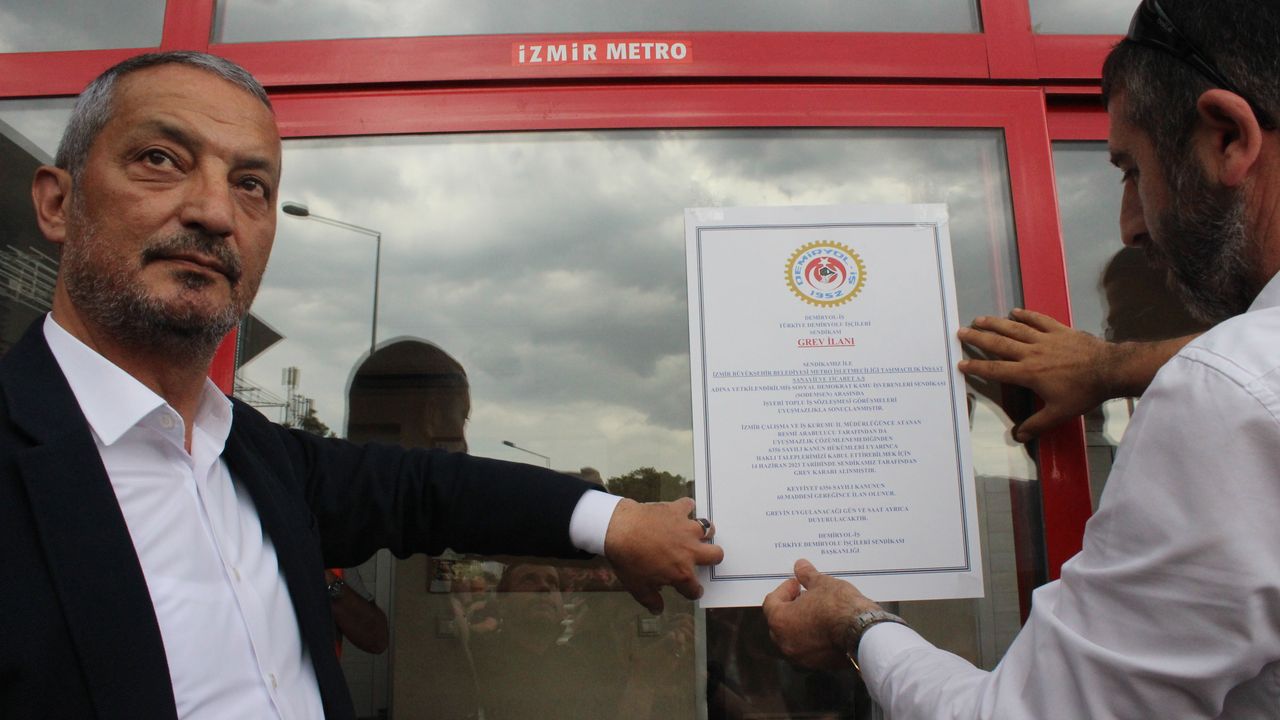 İZMİR METRO
DEMİRYOL-İŞ
1952
DEMİRYOL-İŞ
TÜRKİYE DEMİRYOLU İŞÇİLERİ
SENDİKASI
GREV İLANI
SENDİKAMIZ İLE
İZMİR BÜYÜKŞEHİR BELEDİYESİ METRO İŞLETMECİLİĞİ TAŞIMACILIK İNŞAAT
SANAYİİ VE TİCARET A.Ş
ADINA YETKİLENDİRİLMİŞ SOSYAL DEMOKRAT KAMU İŞVERENLERİ SENDİKASI
(SODEMSEN) ARASINDA
İŞYERİ TOPLU İŞ SÖZLEŞMESİ GÖRÜŞMELERİ
UYUŞMAZLIKLA SONUÇLANMIŞTIR.
İZMİR ÇALIŞMA VE İŞ KURUMU İL MÜDÜRLÜĞÜNCE ATANAN
RESMİ ARABULUCU TARAFINDAN DA
UYUŞMAZLIK ÇÖZÜMLENEMEDİĞİNDEN
6356 SAYILI KANUN HÜKÜMLERİ UYARINCA
HAKLI TALEPLERİMİZİ KABUL ETTİREBİLMEK İÇİN
14 HAZİRAN 2023 TARİHİNDE SENDİKAMIZ TARAFINDAN
GREV KARARI ALINMIŞTIR.
KEYFİYET 6356 SAYILI KANUNUN
60.MADDESİ GEREĞİNCE İLAN OLUNUR.
GREVİN UYGULANACAĞI GÜN VE SAAT AYRICA
DUYURULACAKTIR.
DEMİRYOL-İŞ
TÜRKİYE DEMİRYOLU İŞÇİLERİ SENDİKASI
BAŞKANLIĞI